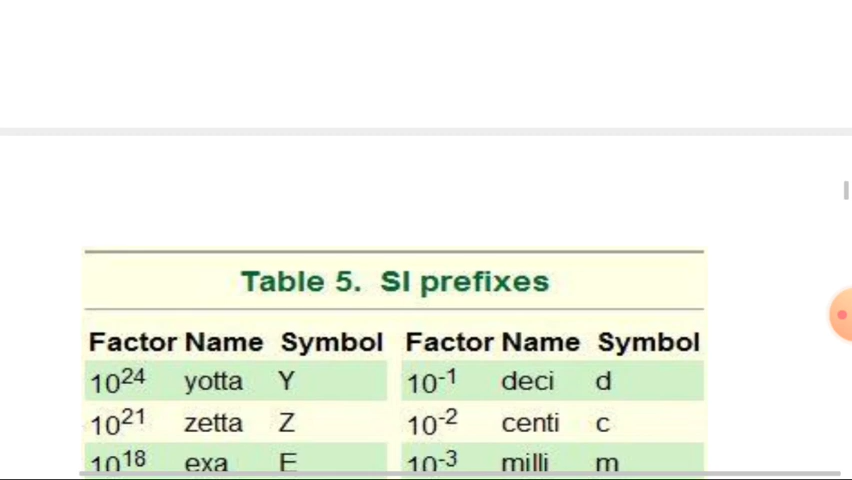 Table 5. SI prefixes
Factor Name Symbol Factor Name Symbol
10^24 yotta Y 10^-1 deci d
10^21 zetta Z 10^-2 centi c
10^18 exa E 10^-3 milli m